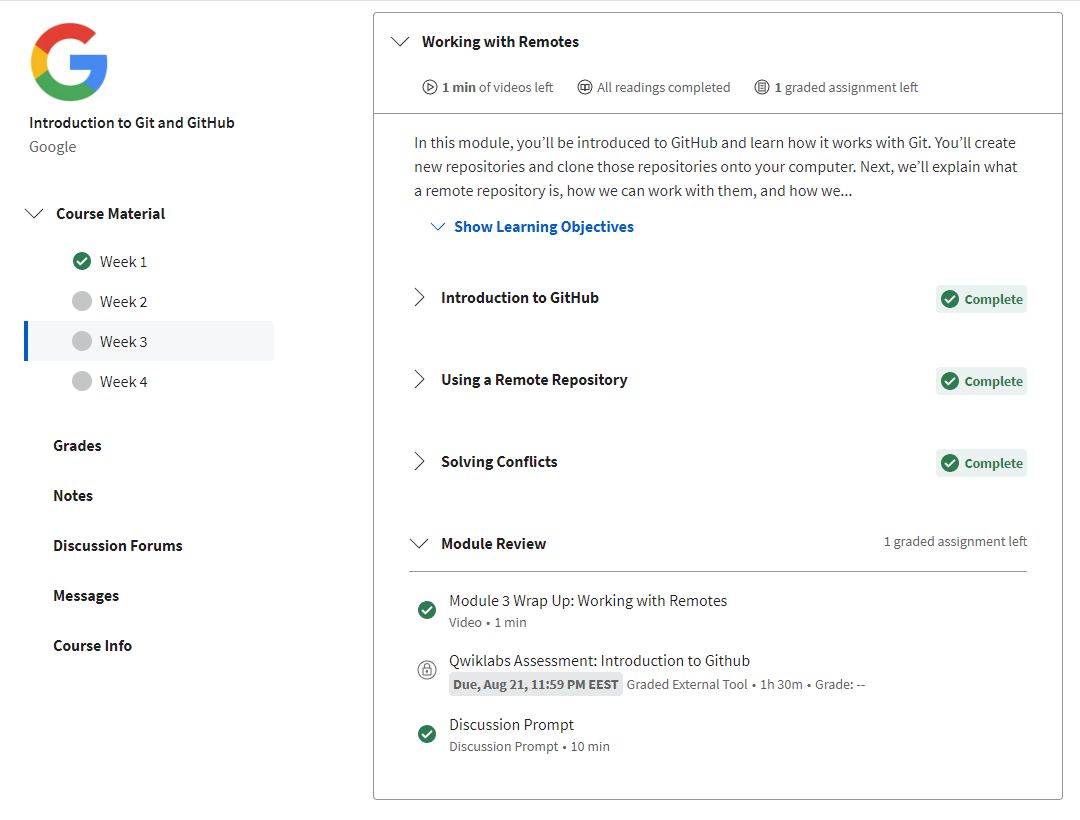 Introduction to Git and GitHub
Google
Course Material
Week 1
Week 2
Week 3
Week 4
Grades
Notes
Discussion Forums
Messages
Course Info
Working with Remotes
1 min of videos left
All readings completed
1 graded assignment left
In this module, you’ll be introduced to GitHub and learn how it works with Git. You’ll create
new repositories and clone those repositories onto your computer. Next, we’ll explain what
a remote repository is, how we can work with them, and how we...
Show Learning Objectives
Introduction to GitHub
Complete
Using a Remote Repository
Complete
Solving Conflicts
Complete
Module Review
1 graded assignment left
Module 3 Wrap Up: Working with Remotes
Video • 1 min
Qwiklabs Assessment: Introduction to Github
Due, Aug 21, 11:59 PM EEST Graded External Tool • 1h 30m • Grade: --
Discussion Prompt
Discussion Prompt • 10 min